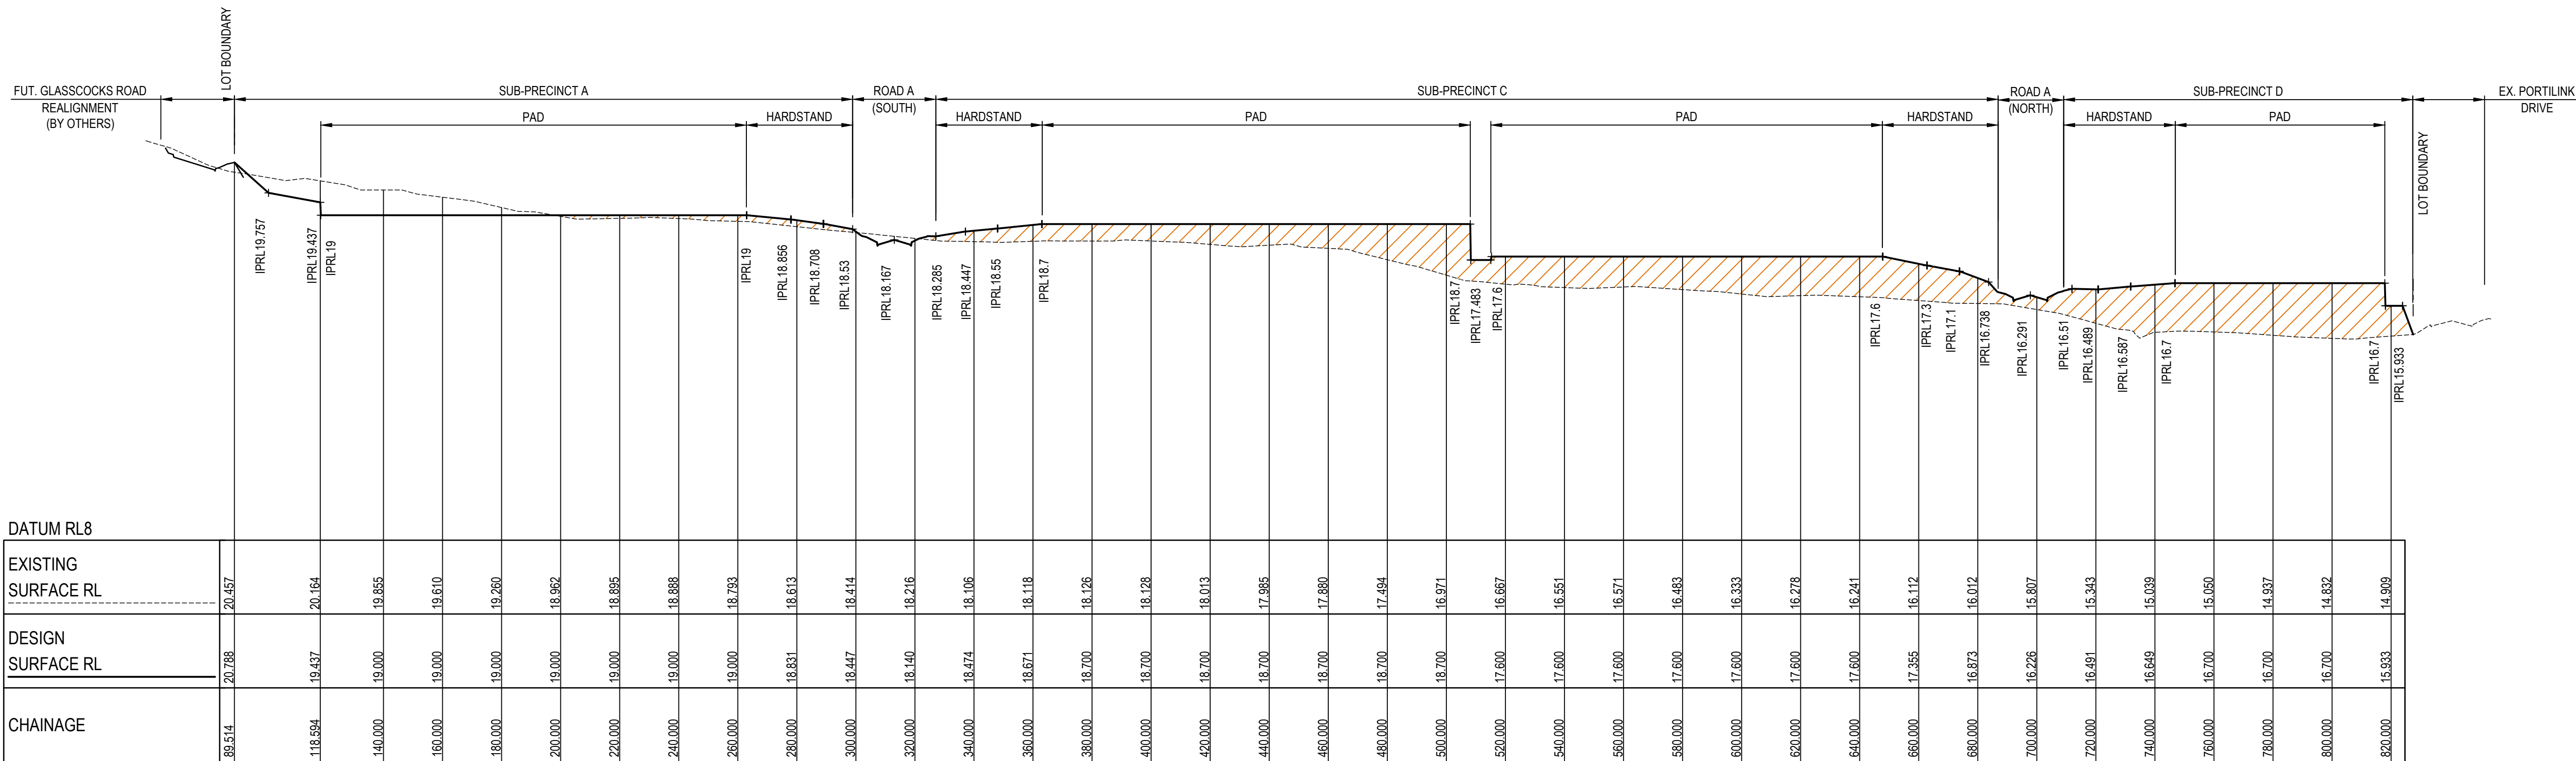 LOT BOUNDARY
FUT. GLASSCOCKS ROAD
REALIGNMENT
(BY OTHERS)
SUB-PRECINCT A
ROAD A
(SOUTH)
SUB-PRECINCT C
ROAD A
(NORTH)
SUB-PRECINCT D
EX. PORTILINK
DRIVE
PAD
HARDSTAND
HARDSTAND
PAD
PAD
HARDSTAND
HARDSTAND
PAD
LOT BOUNDARY
IPRL19.757
IPRL19.437
IPRL19
IPRL19
IPRL18.856
IPRL18.708
IPRL18.53
IPRL18.167
IPRL18.285
IPRL18.447
IPRL18.55
IPRL18.7
IPRL18.7
IPRL17.483
IPRL17.6
IPRL17.6
IPRL17.3
IPRL17.1
IPRL16.738
IPRL16.291
IPRL16.51
IPRL16.489
IPRL16.587
IPRL16.7
IPRL16.7
IPRL15.933
DATUM RL8
EXISTING
SURFACE RL
20.457 20.164 19.855 19.610 19.260 18.962 18.895 18.888 18.793 18.613 18.414 18.216 18.106 18.118 18.126 18.128 18.013 17.985 17.880 17.494 16.971 16.667 16.551 16.571 16.483 16.333 16.278 16.241 16.112 16.012 15.807 15.343 15.039 15.050 14.937 14.832 14.909
DESIGN
SURFACE RL
20.788 19.437 19.000 19.000 19.000 19.000 19.000 19.000 19.000 18.831 18.447 18.140 18.474 18.671 18.700 18.700 18.700 18.700 18.700 18.700 18.700 17.600 17.600 17.600 17.600 17.600 17.600 17.600 17.355 16.873 16.226 16.491 16.649 16.700 16.700 16.700 15.933
CHAINAGE
89.514 118.594 140.000 160.000 180.000 200.000 220.000 240.000 260.000 280.000 300.000 320.000 340.000 360.000 380.000 400.000 420.000 440.000 460.000 480.000 500.000 520.000 540.000 560.000 580.000 600.000 620.000 640.000 660.000 680.000 700.000 720.000 740.000 760.000 780.000 800.000 820.000